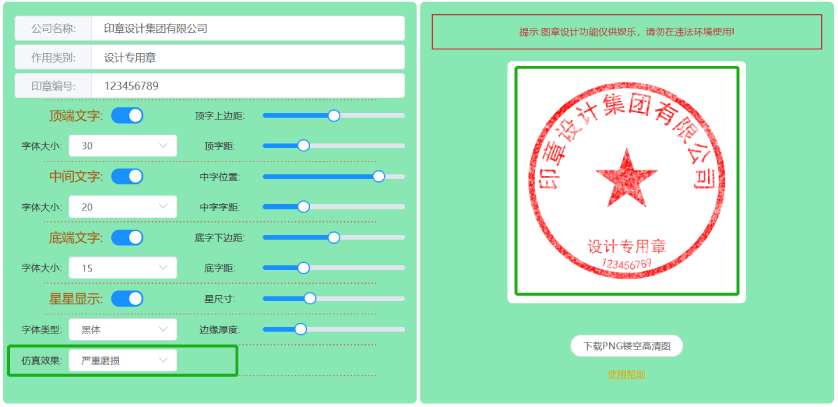 公司名称: 印章设计集团有限公司
作用类别: 设计专用章
印章编号: 123456789
顶端文字: 顶字上边距:
字体大小: 30 顶字距:
中间文字: 中字位置:
字体大小: 20 中字字距:
底端文字: 底字下边距:
字体大小: 15 底字距:
星星显示: 星尺寸:
字体类型: 黑体 边缘厚度:
仿真效果: 严重磨损
提示:图章设计功能仅供娱乐，请勿在违法环境使用!
印章设计集团有限公司
设计专用章
123456789
下载PNG镂空高清图
使用帮助